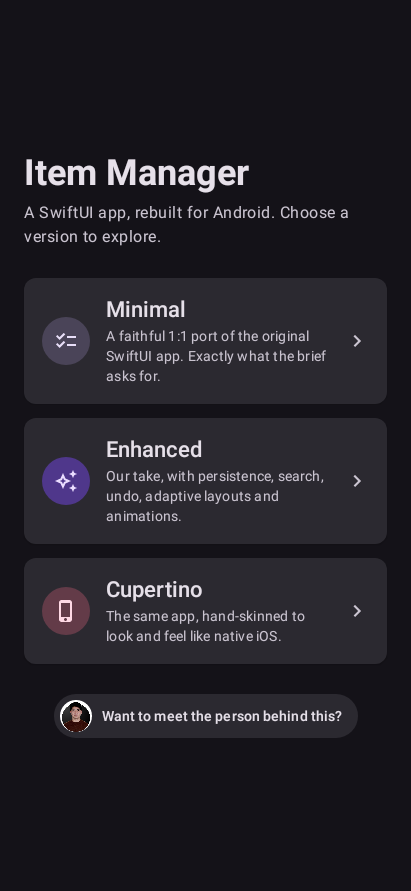 Item Manager
A SwiftUI app, rebuilt for Android. Choose a
version to explore.
Minimal
A faithful 1:1 port of the original
SwiftUI app. Exactly what the brief
asks for.
Enhanced
Our take, with persistence, search,
undo, adaptive layouts and
animations.
Cupertino
The same app, hand-skinned to
look and feel like native iOS.
Want to meet the person behind this?